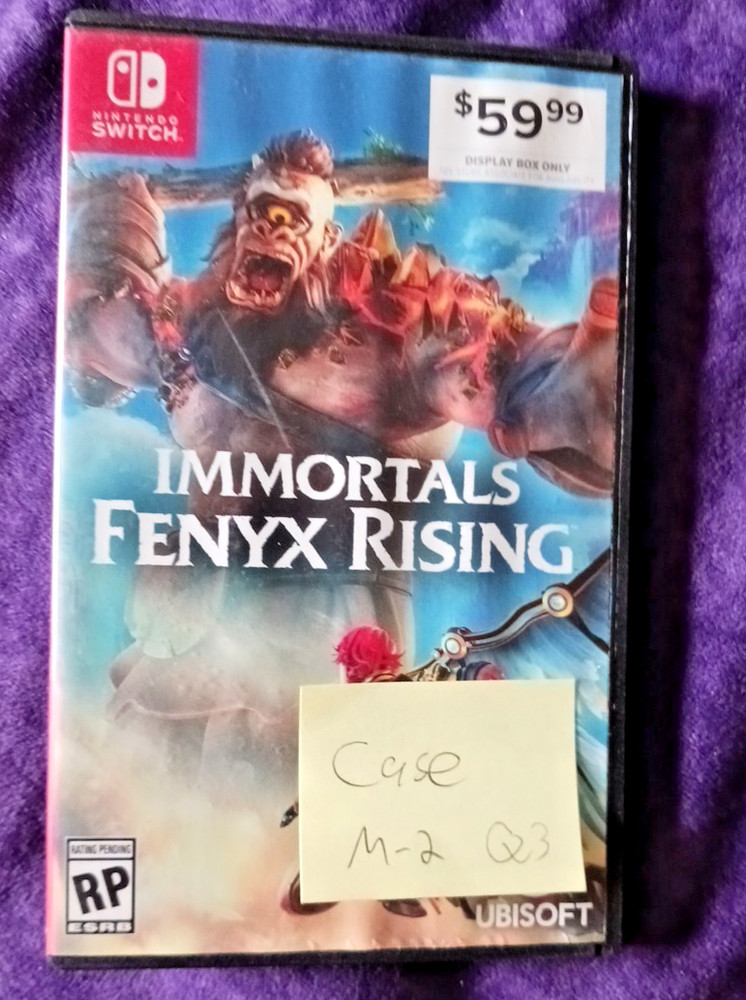 NINTENDO
SWITCH
$59.99
DISPLAY BOX ONLY
IMMORTALS
FENYX RISING
Case
M-2 Q3
RATING PENDING
RP
ESRB
UBISOFT